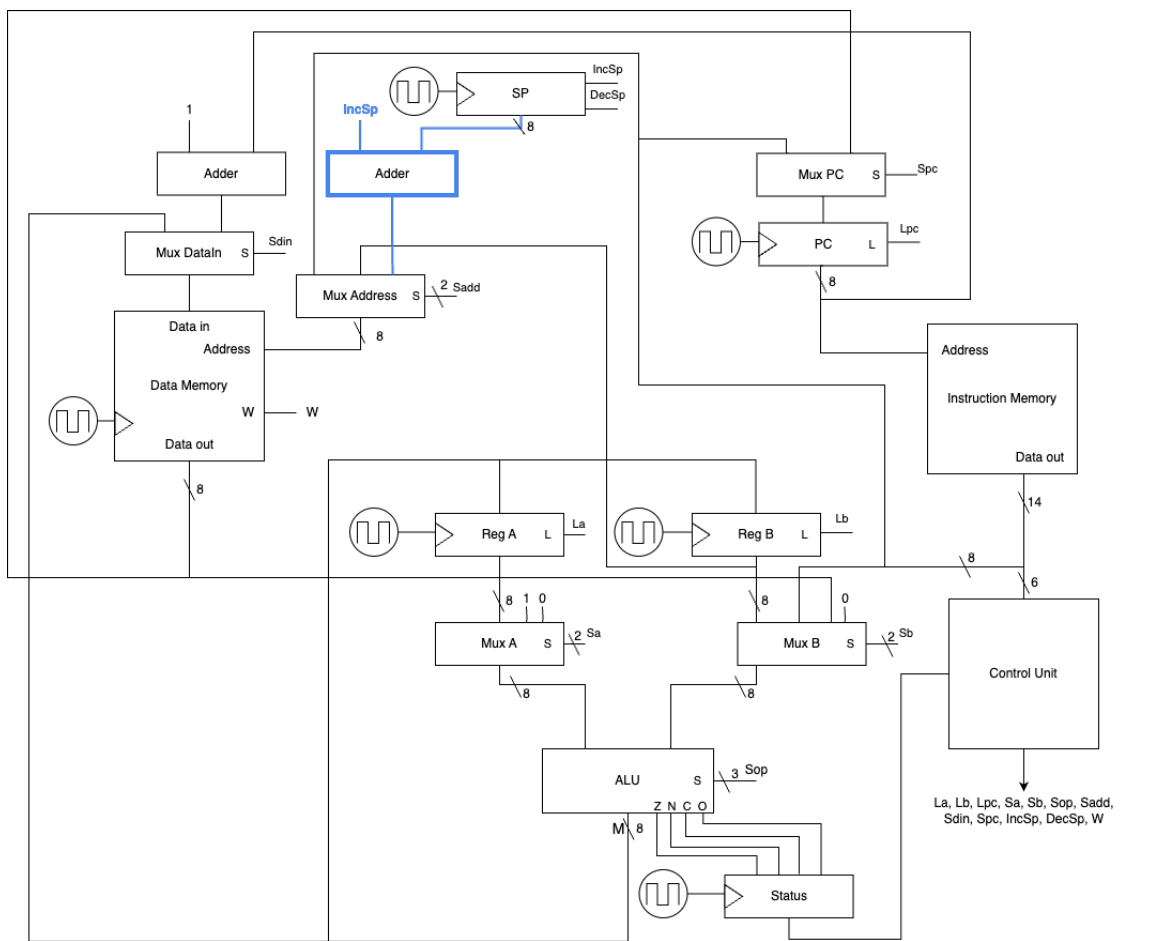 IncSp
SP
DecSp
1
IncSp
8
Adder
Adder
Mux PC
S
Spc
Mux DataIn
S
Sdin
PC
L
Lpc
8
Mux Address
S
2
Sadd
8
Data in
Address
Data Memory
W
W
Data out
8
Address
Instruction Memory
Data out
14
Reg A
L
La
Reg B
L
Lb
8
6
8
1
0
8
0
Mux A
S
2
Sa
Mux B
S
2
Sb
8
8
Control Unit
ALU
S
3
Sop
Z N C O
M
8
La, Lb, Lpc, Sa, Sb, Sop, Sadd,
Sdin, Spc, IncSp, DecSp, W
Status